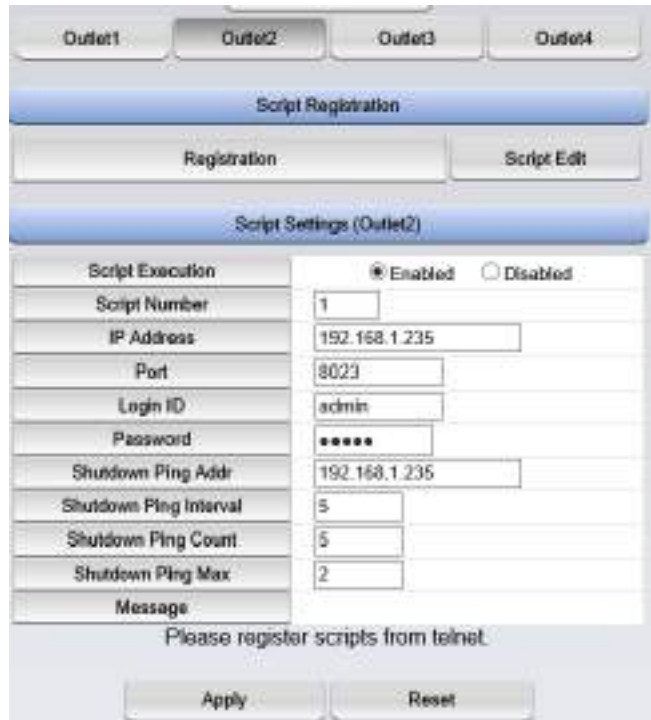 Outlet1 Outlet2 Outlet3 Outlet4
Script Registration
Registration Script Edit
Script Settings (Outlet2)
Script Execution Enabled Disabled
Script Number 1
IP Address 192.168.1.235
Port 8023
Login ID admin
Password •••••
Shutdown Ping Addr 192.168.1.235
Shutdown Ping Interval 5
Shutdown Ping Count 5
Shutdown Ping Max 2
Message
Please register scripts from telnet.
Apply Reset